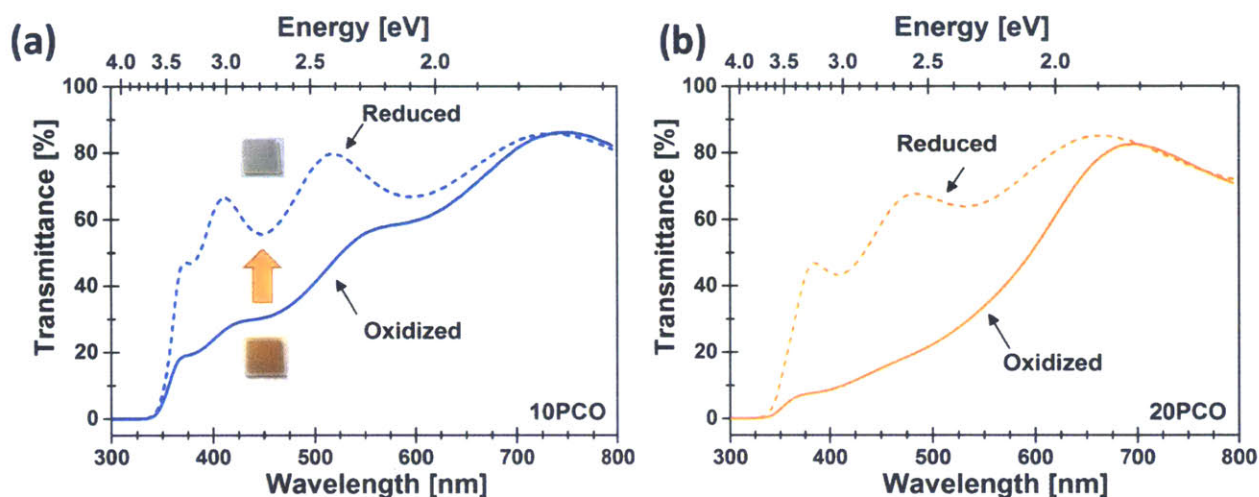 (a)
Energy [eV]
4.0 3.5 3.0 2.5 2.0
100
80
60
40
20
0
Transmittance [%]
Reduced
Oxidized
10PCO
300 400 500 600 700 800
Wavelength [nm]
(b)
Energy [eV]
4.0 3.5 3.0 2.5 2.0
100
80
60
40
20
0
Transmittance [%]
Reduced
Oxidized
20PCO
300 400 500 600 700 800
Wavelength [nm]